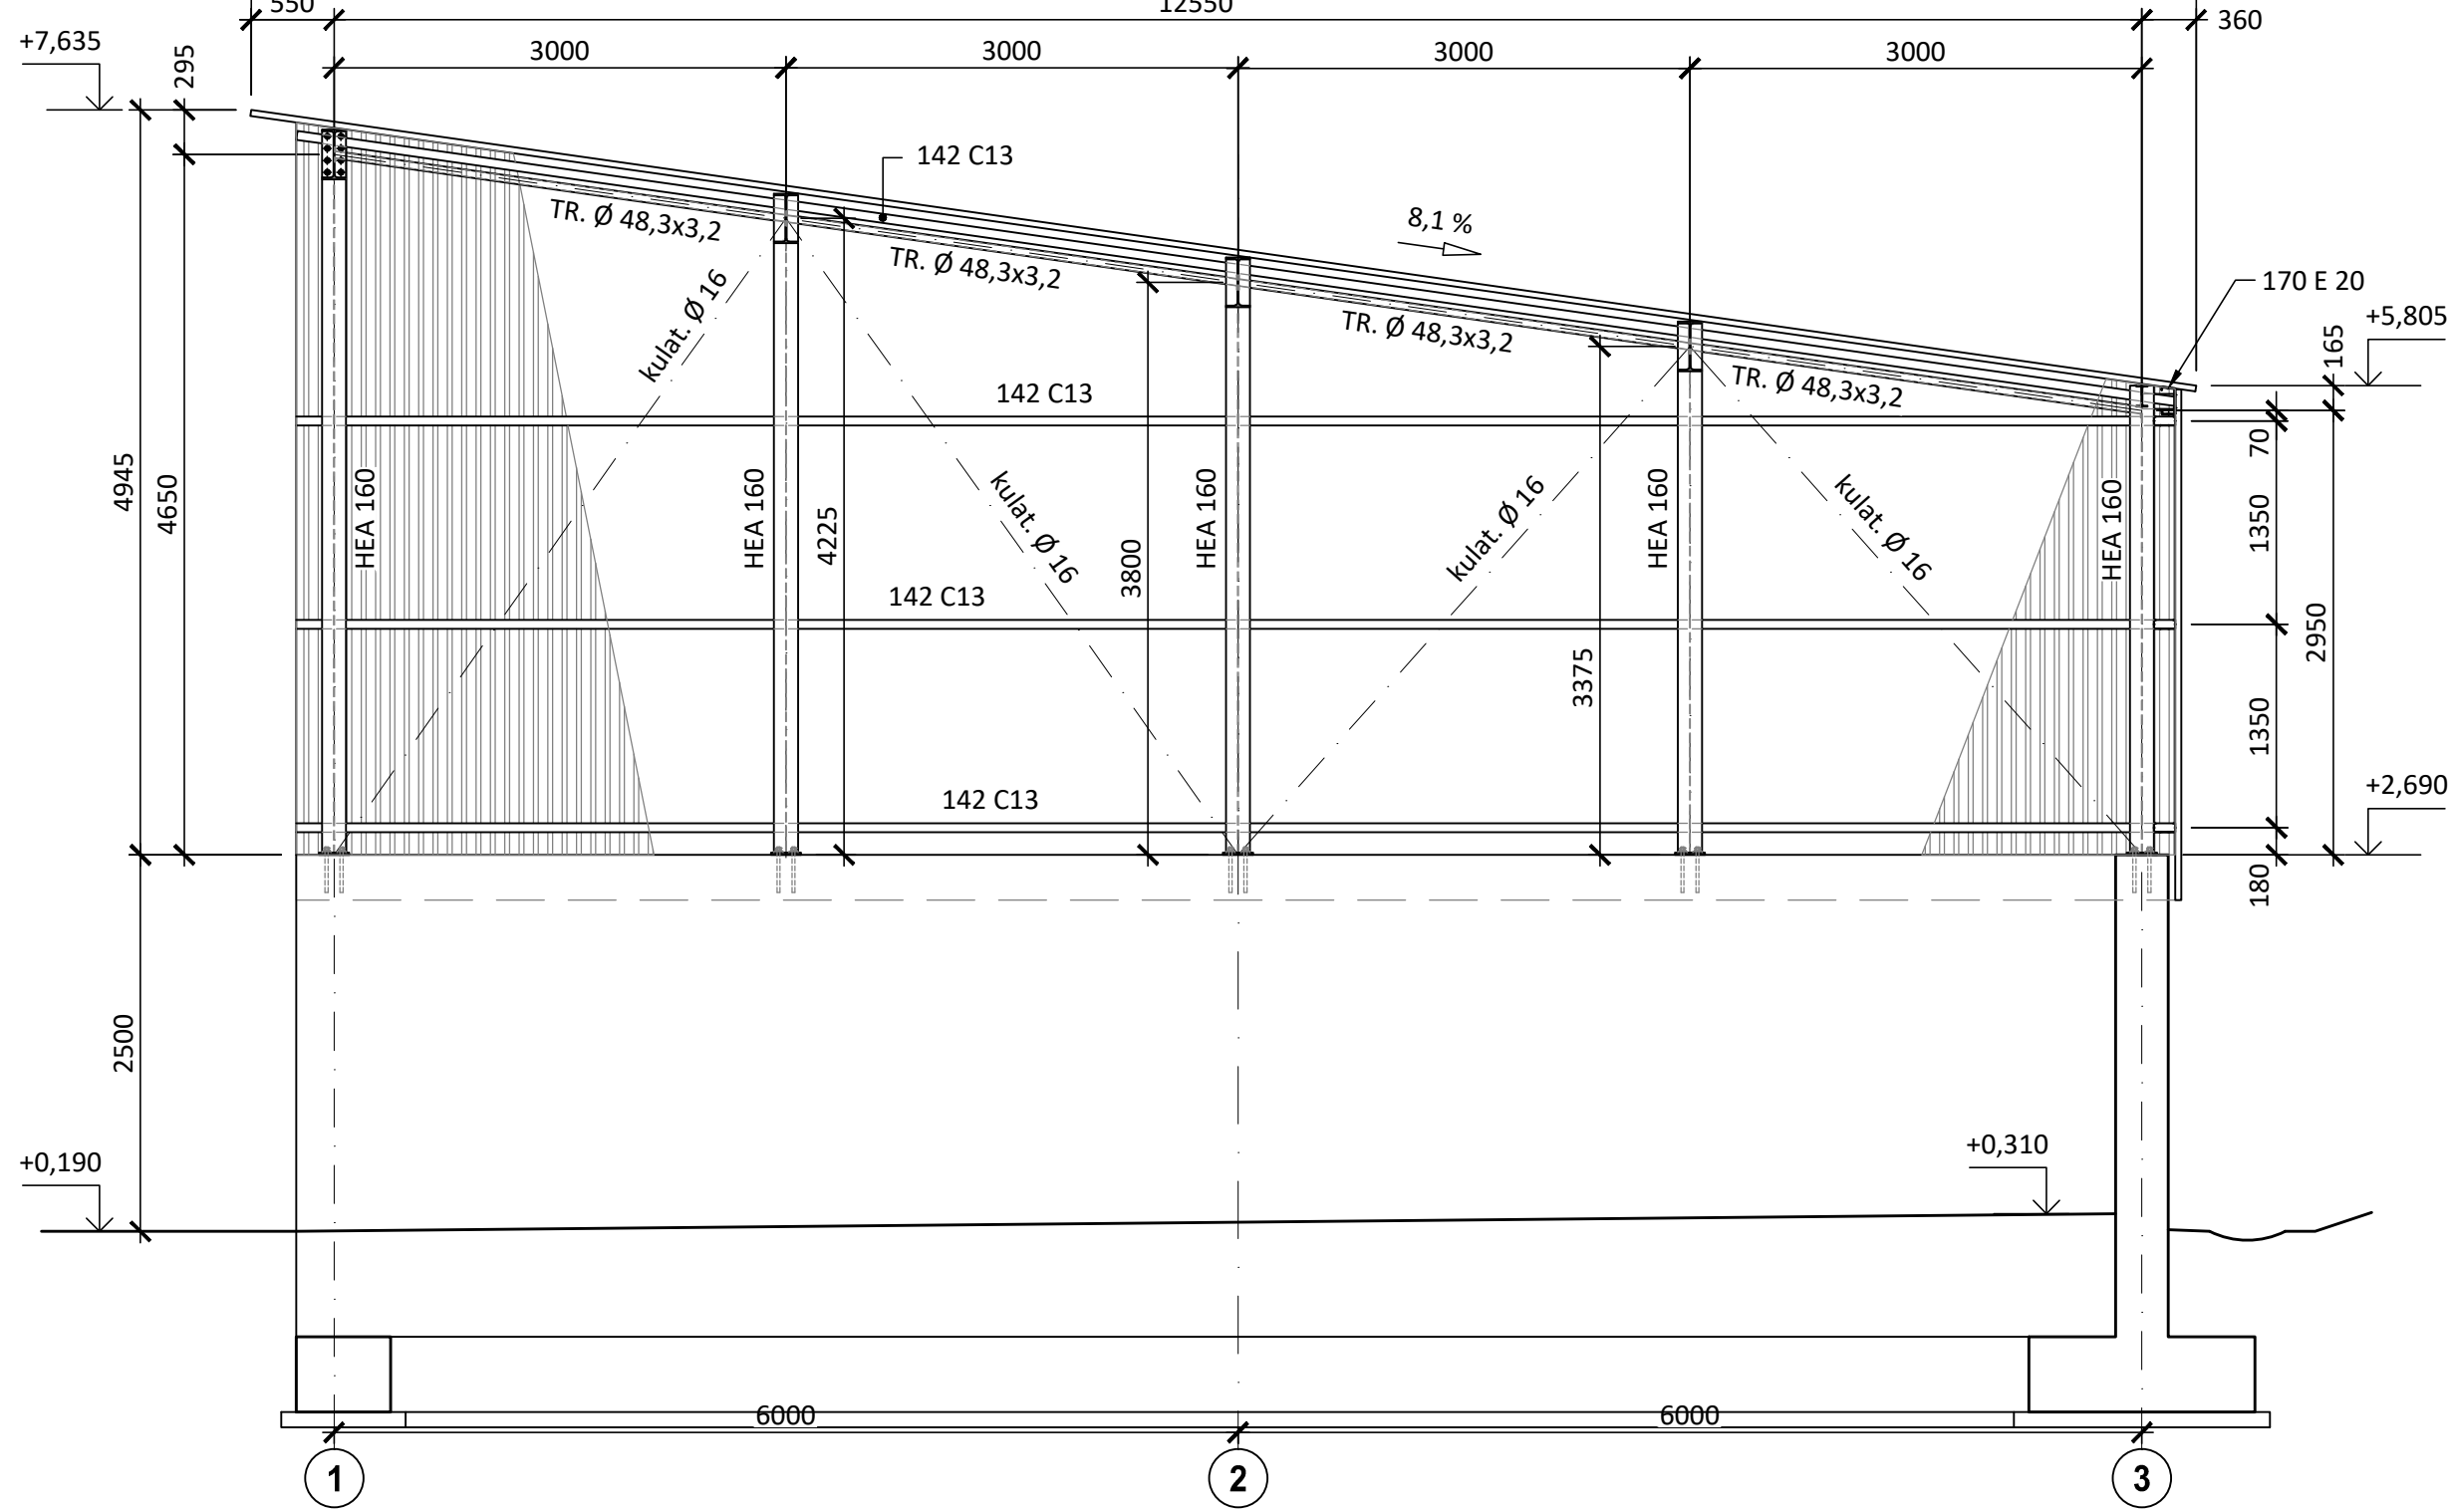 550
12550
360
+7,635
295
3000
3000
3000
3000
142 C13
TR. Ø 48,3x3,2
TR. Ø 48,3x3,2
TR. Ø 48,3x3,2
TR. Ø 48,3x3,2
8,1 %
170 E 20
+5,805
165
kulat. Ø 16
kulat. Ø 16
kulat. Ø 16
kulat. Ø 16
142 C13
4945
4650
HEA 160
HEA 160
4225
3800
HEA 160
HEA 160
HEA 160
3375
70
1350
1350
2950
180
142 C13
142 C13
+2,690
2500
+0,190
+0,310
6000
6000
1
2
3